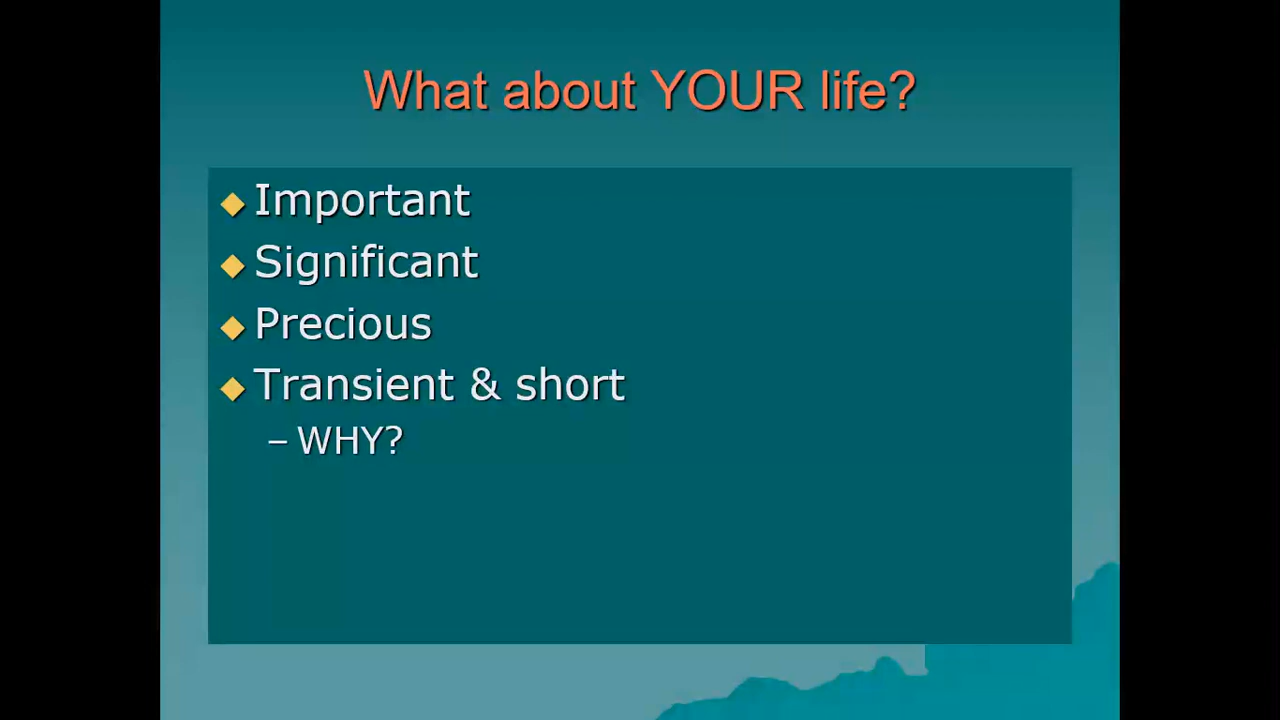 What about YOUR life?
Important
Significant
Precious
Transient & short
– WHY?